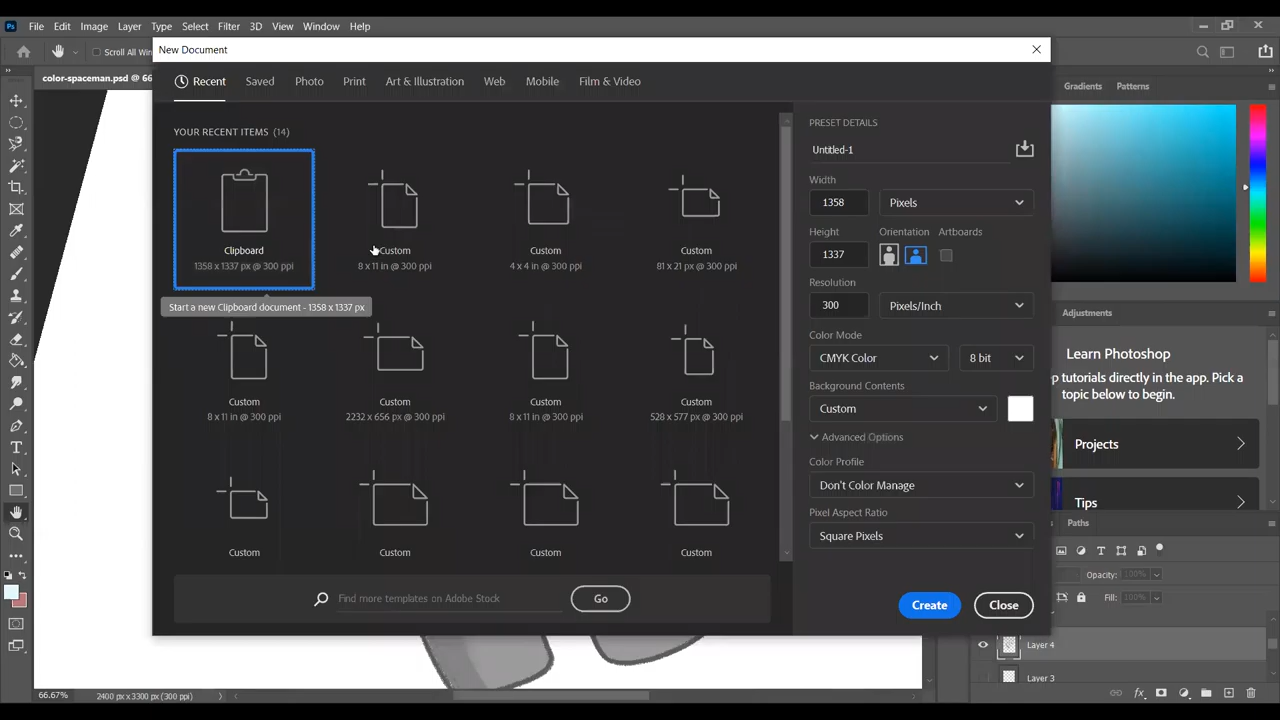 Ps File Edit Image Layer Type Select Filter 3D View Window Help
New Document
Scroll All Win
color-spaceman.psd @ 66
Recent Saved Photo Print Art & Illustration Web Mobile Film & Video
Gradients Patterns
YOUR RECENT ITEMS (14)
Clipboard
1358 x 1337 px @ 300 ppi
Custom
8 x 11 in @ 300 ppi
Custom
4 x 4 in @ 300 ppi
Custom
81 x 21 px @ 300 ppi
Start a new Clipboard document - 1358 x 1337 px
Custom
8 x 11 in @ 300 ppi
Custom
2232 x 656 px @ 300 ppi
Custom
8 x 11 in @ 300 ppi
Custom
528 x 577 px @ 300 ppi
Custom
Custom
Custom
Custom
Find more templates on Adobe Stock
Go
PRESET DETAILS
Untitled-1
Width
1358 Pixels
Height Orientation Artboards
1337
Resolution
300 Pixels/Inch
Color Mode
CMYK Color 8 bit
Background Contents
Custom
Advanced Options
Color Profile
Don't Color Manage
Pixel Aspect Ratio
Square Pixels
Create Close
Adjustments
Learn Photoshop
p tutorials directly in the app. Pick a
topic below to begin.
Projects
Tips
s Paths
Opacity: 100%
Fill: 100%
Layer 4
Layer 3
fx
66.67% 2400 px x 3300 px (300 ppi)